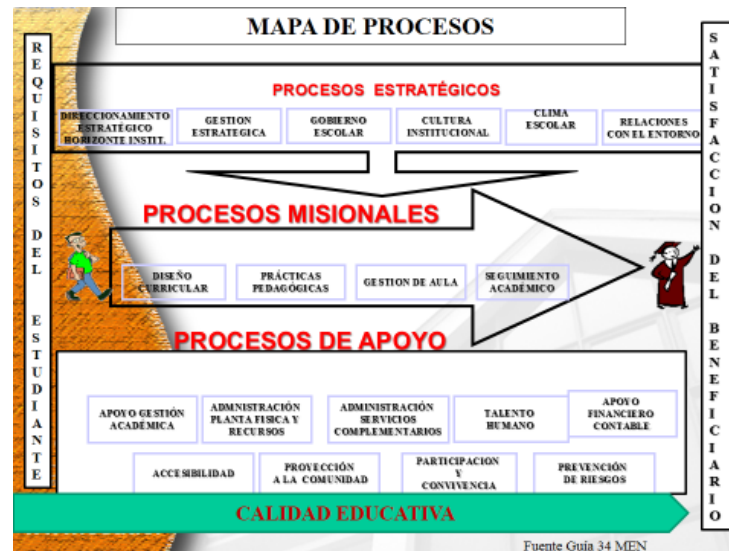 MAPA DE PROCESOS
REQUISITOS DEL ESTUDIANTE
PROCESOS ESTRATÉGICOS
DIRECCIONAMIENTO
ESTRATÉGICO
HORIZONTE INSTIT.
GESTION
ESTRATEGICA
GOBIERNO
ESCOLAR
CULTURA
INSTITUCIONAL
CLIMA
ESCOLAR
RELACIONES
CON EL ENTORNO
PROCESOS MISIONALES
DISEÑO
CURRICULAR
PRÁCTICAS
PEDAGÓGICAS
GESTION DE AULA
SEGUIMIENTO
ACADÉMICO
PROCESOS DE APOYO
APOYO GESTIÓN
ACADÉMICA
ADMNISTRACIÓN
PLANTA FISICA Y
RECURSOS
ADMINISTRACIÓN
SERVICIOS
COMPLEMENTARIOS
TALENTO
HUMANO
APOYO
FINANCIERO
CONTABLE
ACCESIBILIDAD
PROYECCIÓN
A LA COMUNIDAD
PARTICIPACION
Y
CONVIVENCIA
PREVENCIÓN
DE RIESGOS
SATISFACCCION DEL BENEFICIARIO
CALIDAD EDUCATIVA
Fuente Guía 34 MEN